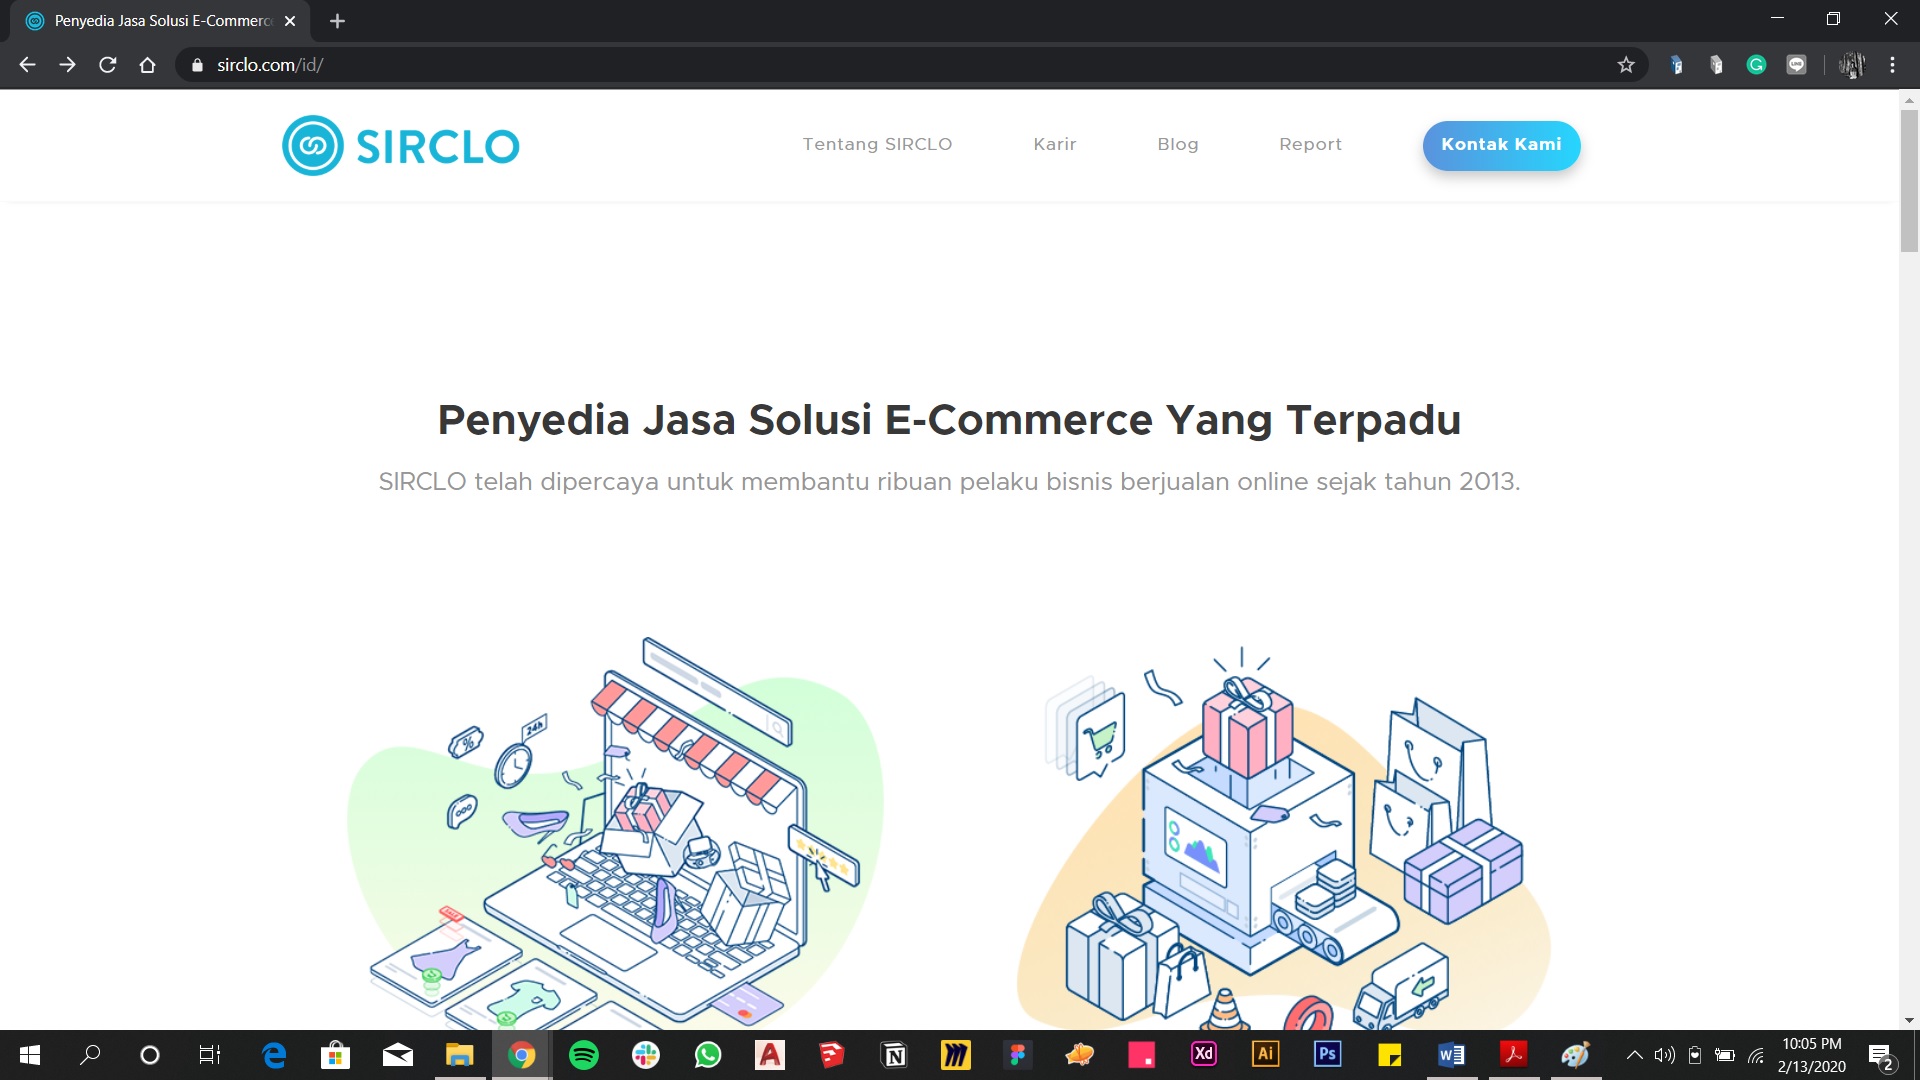 Penyedia Jasa Solusi E-Commerce
sirclo.com/id/
SIRCLO
Tentang SIRCLO
Karir
Blog
Report
Kontak Kami
Penyedia Jasa Solusi E-Commerce Yang Terpadu
SIRCLO telah dipercaya untuk membantu ribuan pelaku bisnis berjualan online sejak tahun 2013.
24h
%
SALE
Xd
Ai
Ps
10:05 PM
2/13/2020
2